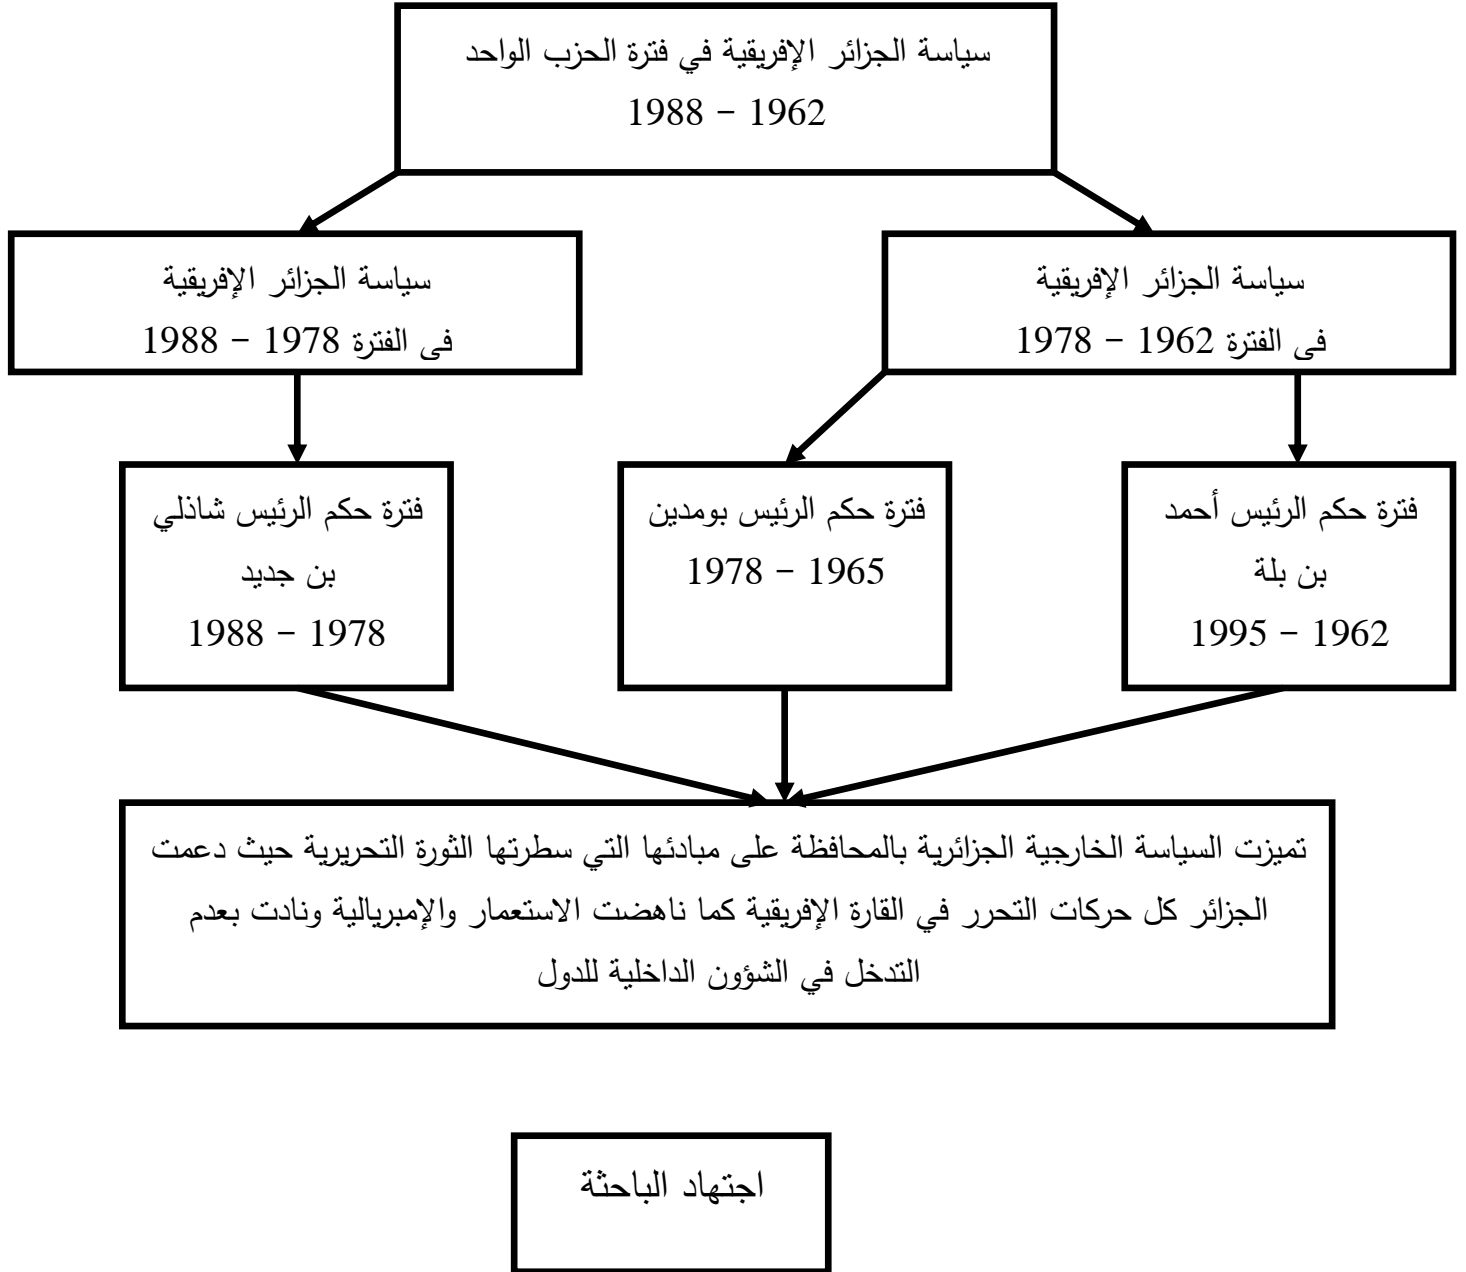 سياسة الجزائر الإفريقية في فترة الحزب الواحد
1962 – 1988
سياسة الجزائر الإفريقية
فى الفترة 1962 – 1978
سياسة الجزائر الإفريقية
فى الفترة 1978 – 1988
فترة حكم الرئيس أحمد
بن بلة
1962 – 1995
فترة حكم الرئيس بومدين
1965 – 1978
فترة حكم الرئيس شاذلي
بن جديد
1978 – 1988
تميزت السياسة الخارجية الجزائرية بالمحافظة على مبادئها التي سطرتها الثورة التحريرية حيث دعمت
الجزائر كل حركات التحرر في القارة الإفريقية كما ناهضت الاستعمار والإمبريالية ونادت بعدم
التدخل في الشؤون الداخلية للدول
اجتهاد الباحثة